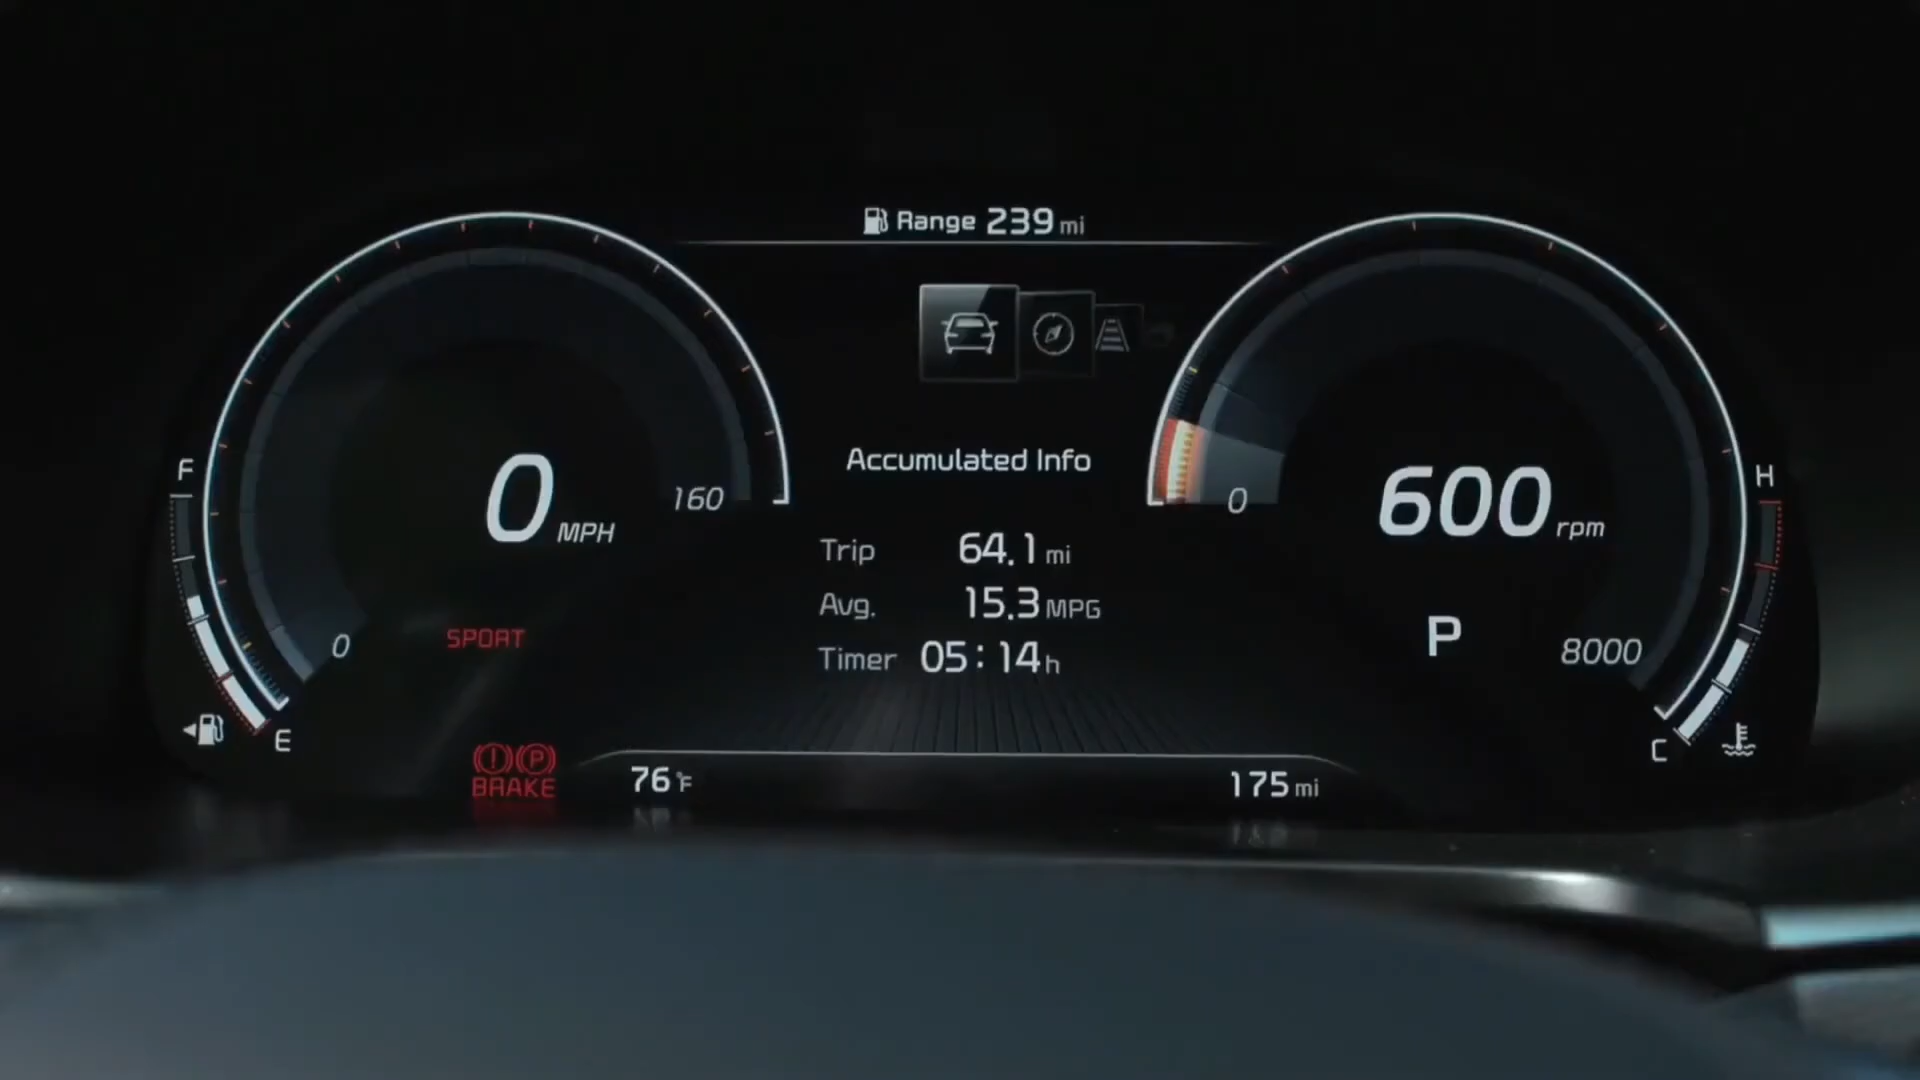 Range 239 mi
F
H
Accumulated Info
0 MPH
160
0
600 rpm
Trip 64.1 mi
Avg. 15.3 MPG
Timer 05:14 h
0
SPORT
P
8000
E
C
P
BRAKE
76 °F
175 mi